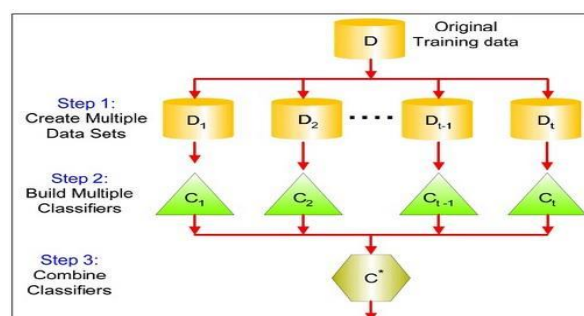 D
Original
Training data
Step 1:
Create Multiple
Data Sets
D1
D2
....
Dt-1
Dt
Step 2:
Build Multiple
Classifiers
C1
C2
Ct-1
Ct
Step 3:
Combine
Classifiers
C*